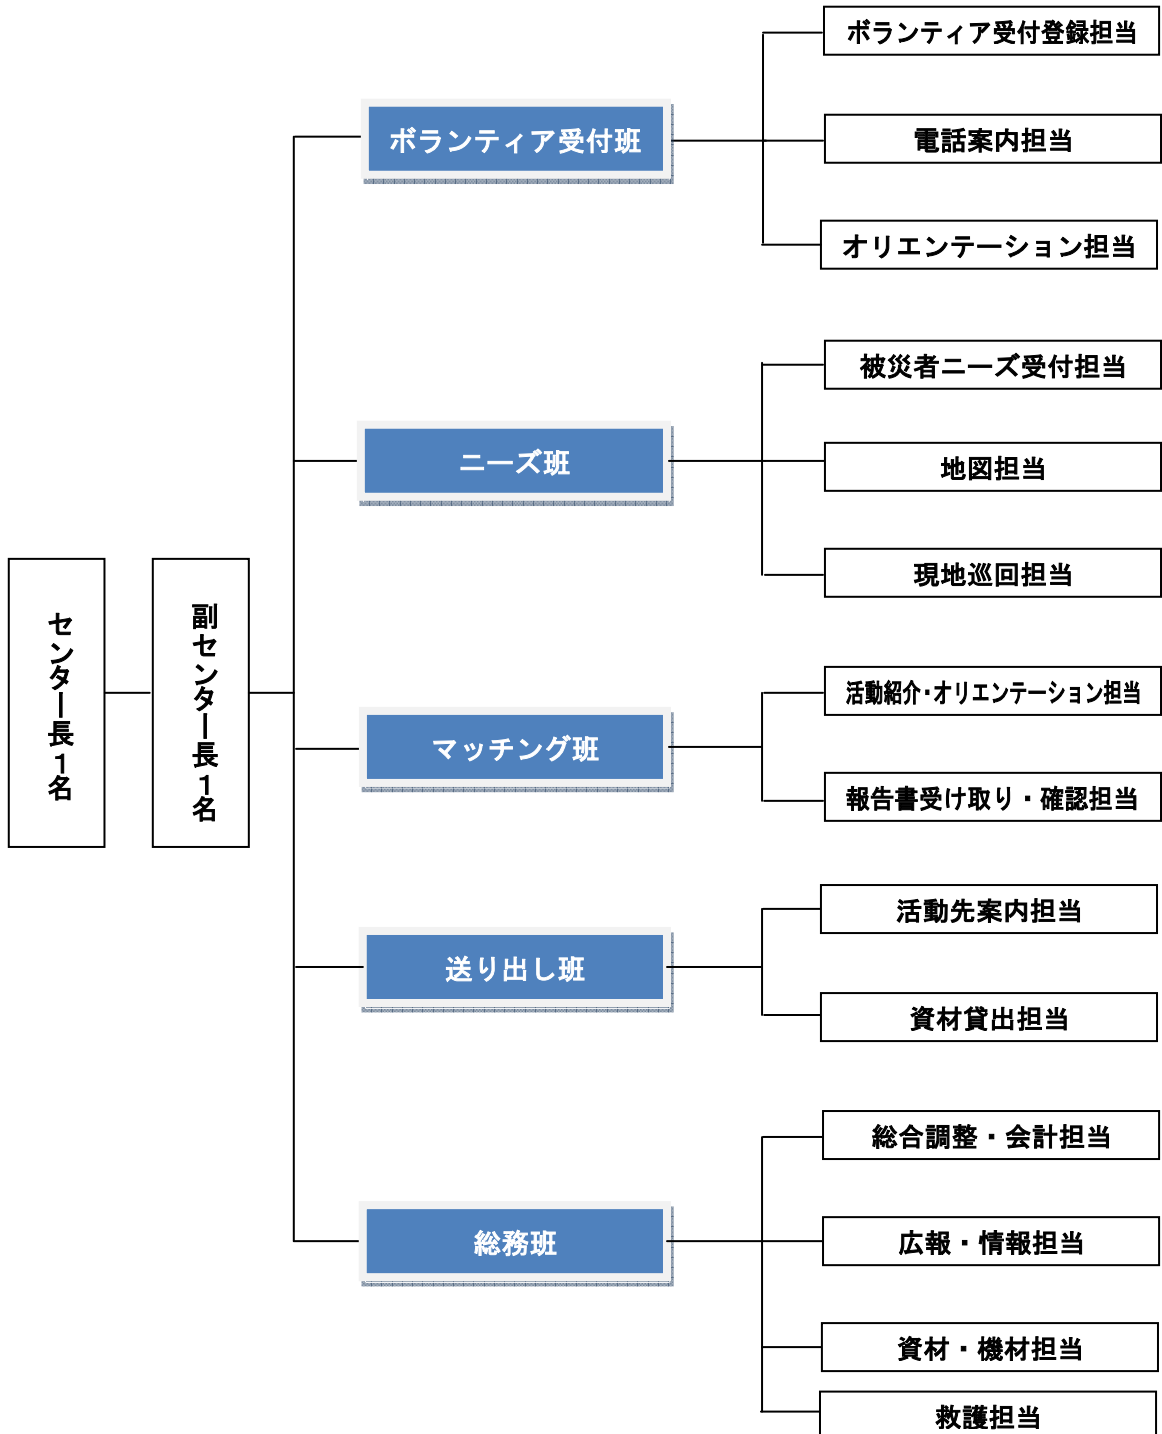 センター長１名
副センター長１名
ボランティア受付班
ボランティア受付登録担当
電話案内担当
オリエンテーション担当
ニーズ班
被災者ニーズ受付担当
地図担当
現地巡回担当
マッチング班
活動紹介・オリエンテーション担当
報告書受け取り・確認担当
送り出し班
活動先案内担当
資材貸出担当
総務班
総合調整・会計担当
広報・情報担当
資材・機材担当
救護担当